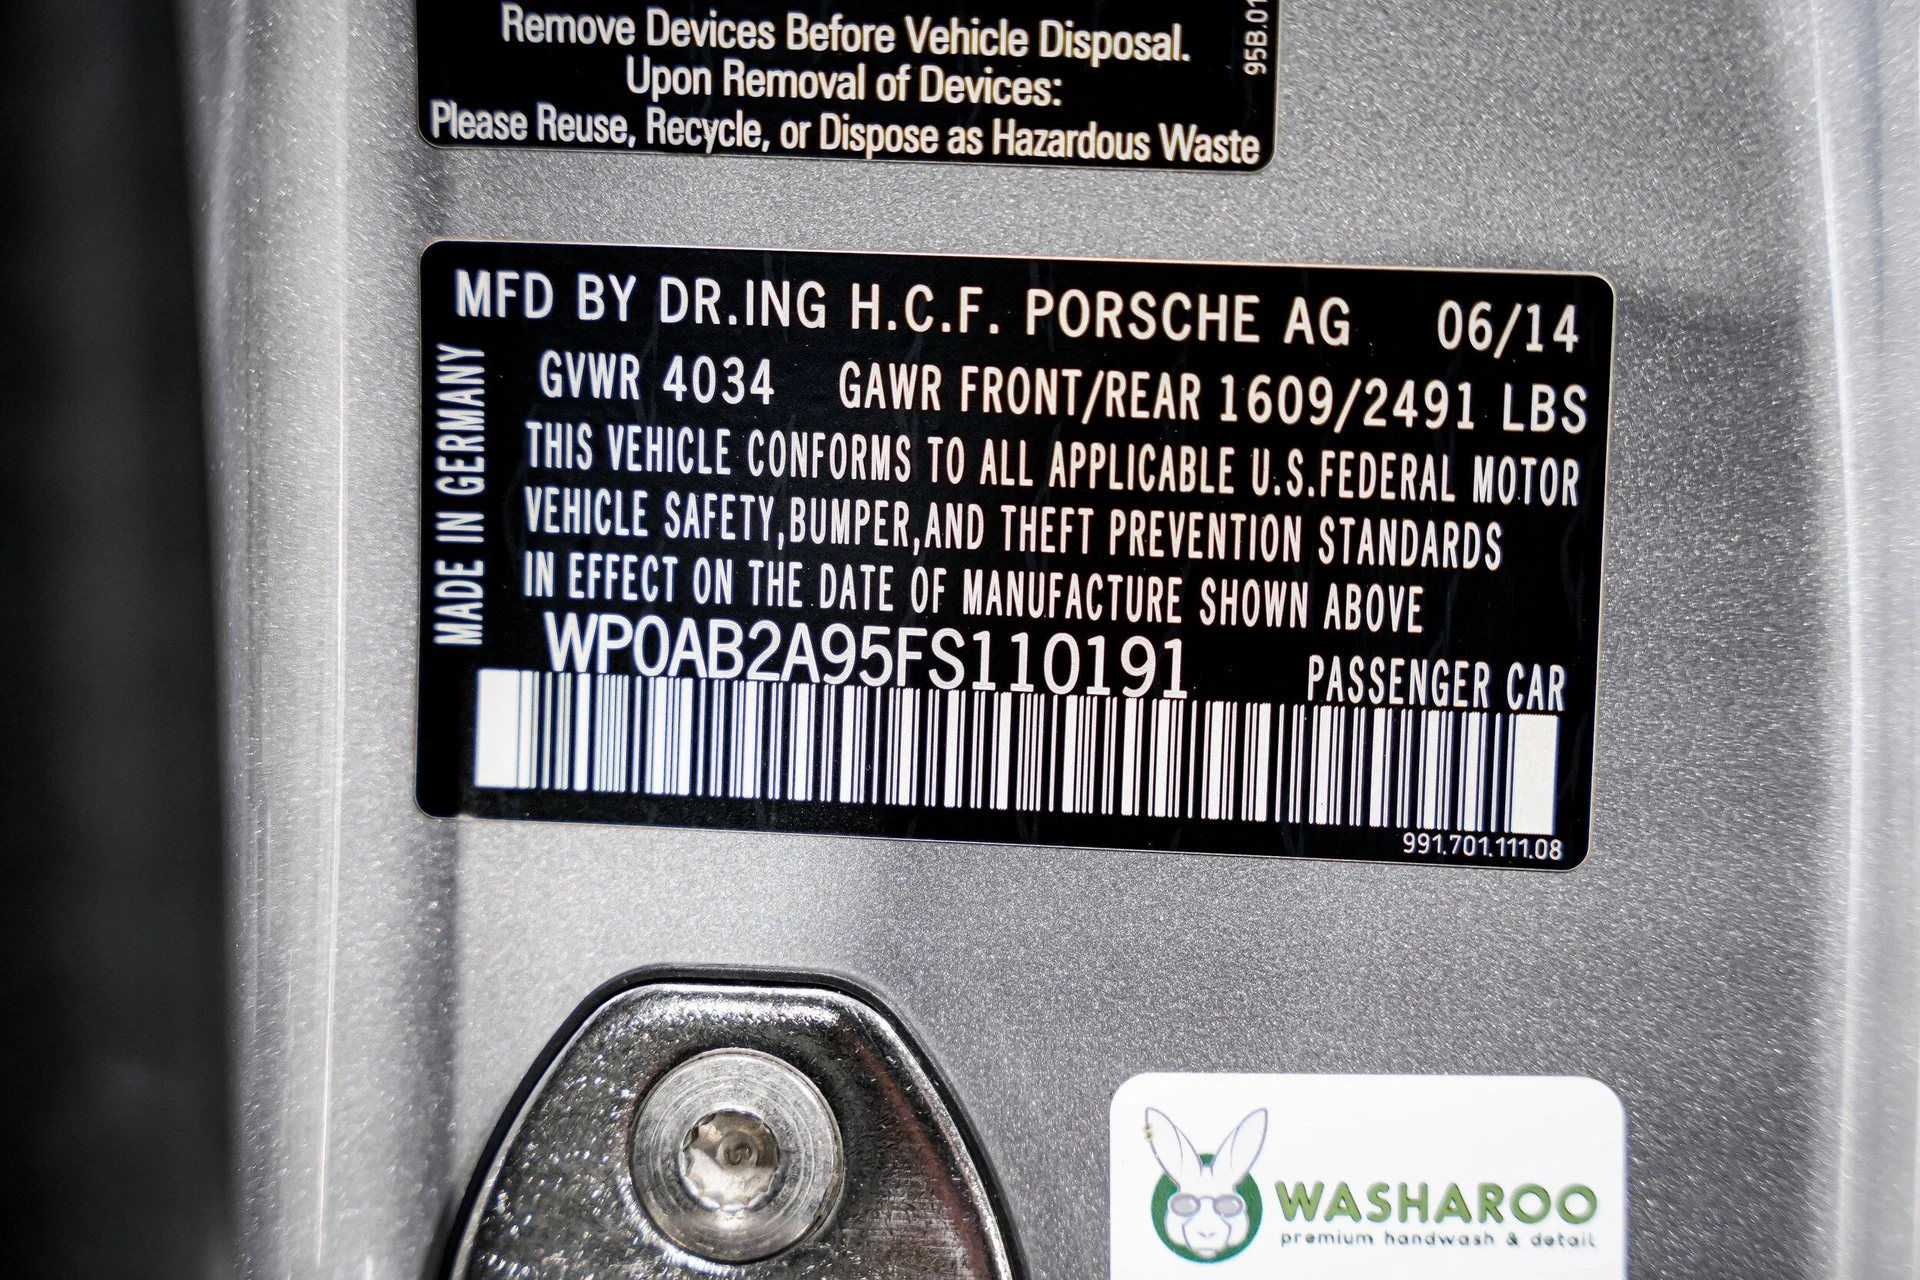 Remove Devices Before Vehicle Disposal.
Upon Removal of Devices:
Please Reuse, Recycle, or Dispose as Hazardous Waste
95B.01
MFD BY DR.ING H.C.F. PORSCHE AG 06/14
GVWR 4034 GAWR FRONT/REAR 1609/2491 LBS
THIS VEHICLE CONFORMS TO ALL APPLICABLE U.S.FEDERAL MOTOR
VEHICLE SAFETY,BUMPER,AND THEFT PREVENTION STANDARDS
IN EFFECT ON THE DATE OF MANUFACTURE SHOWN ABOVE
WP0AB2A95FS110191 PASSENGER CAR
MADE IN GERMANY
991.701.111.08
WASHAROO
premium handwash & detail